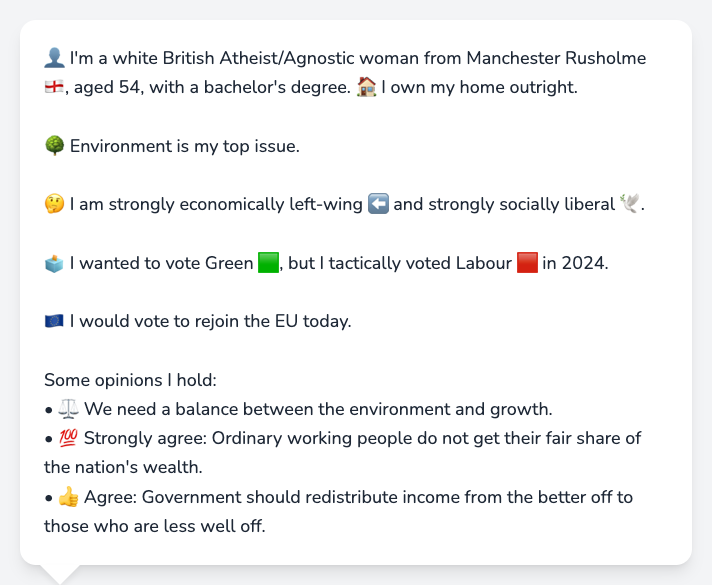 👤 I'm a white British Atheist/Agnostic woman from Manchester Rusholme
🏴󠁧󠁢󠁥󠁮󠁧󠁿, aged 54, with a bachelor's degree. 🏠 I own my home outright.
🌳 Environment is my top issue.
🤔 I am strongly economically left-wing ⬅️ and strongly socially liberal 🕊️.
🗳️ I wanted to vote Green 🟩, but I tactically voted Labour 🟥 in 2024.
🇪🇺 I would vote to rejoin the EU today.
Some opinions I hold:
• ⚖️ We need a balance between the environment and growth.
• 💯 Strongly agree: Ordinary working people do not get their fair share of
the nation's wealth.
• 👍 Agree: Government should redistribute income from the better off to
those who are less well off.